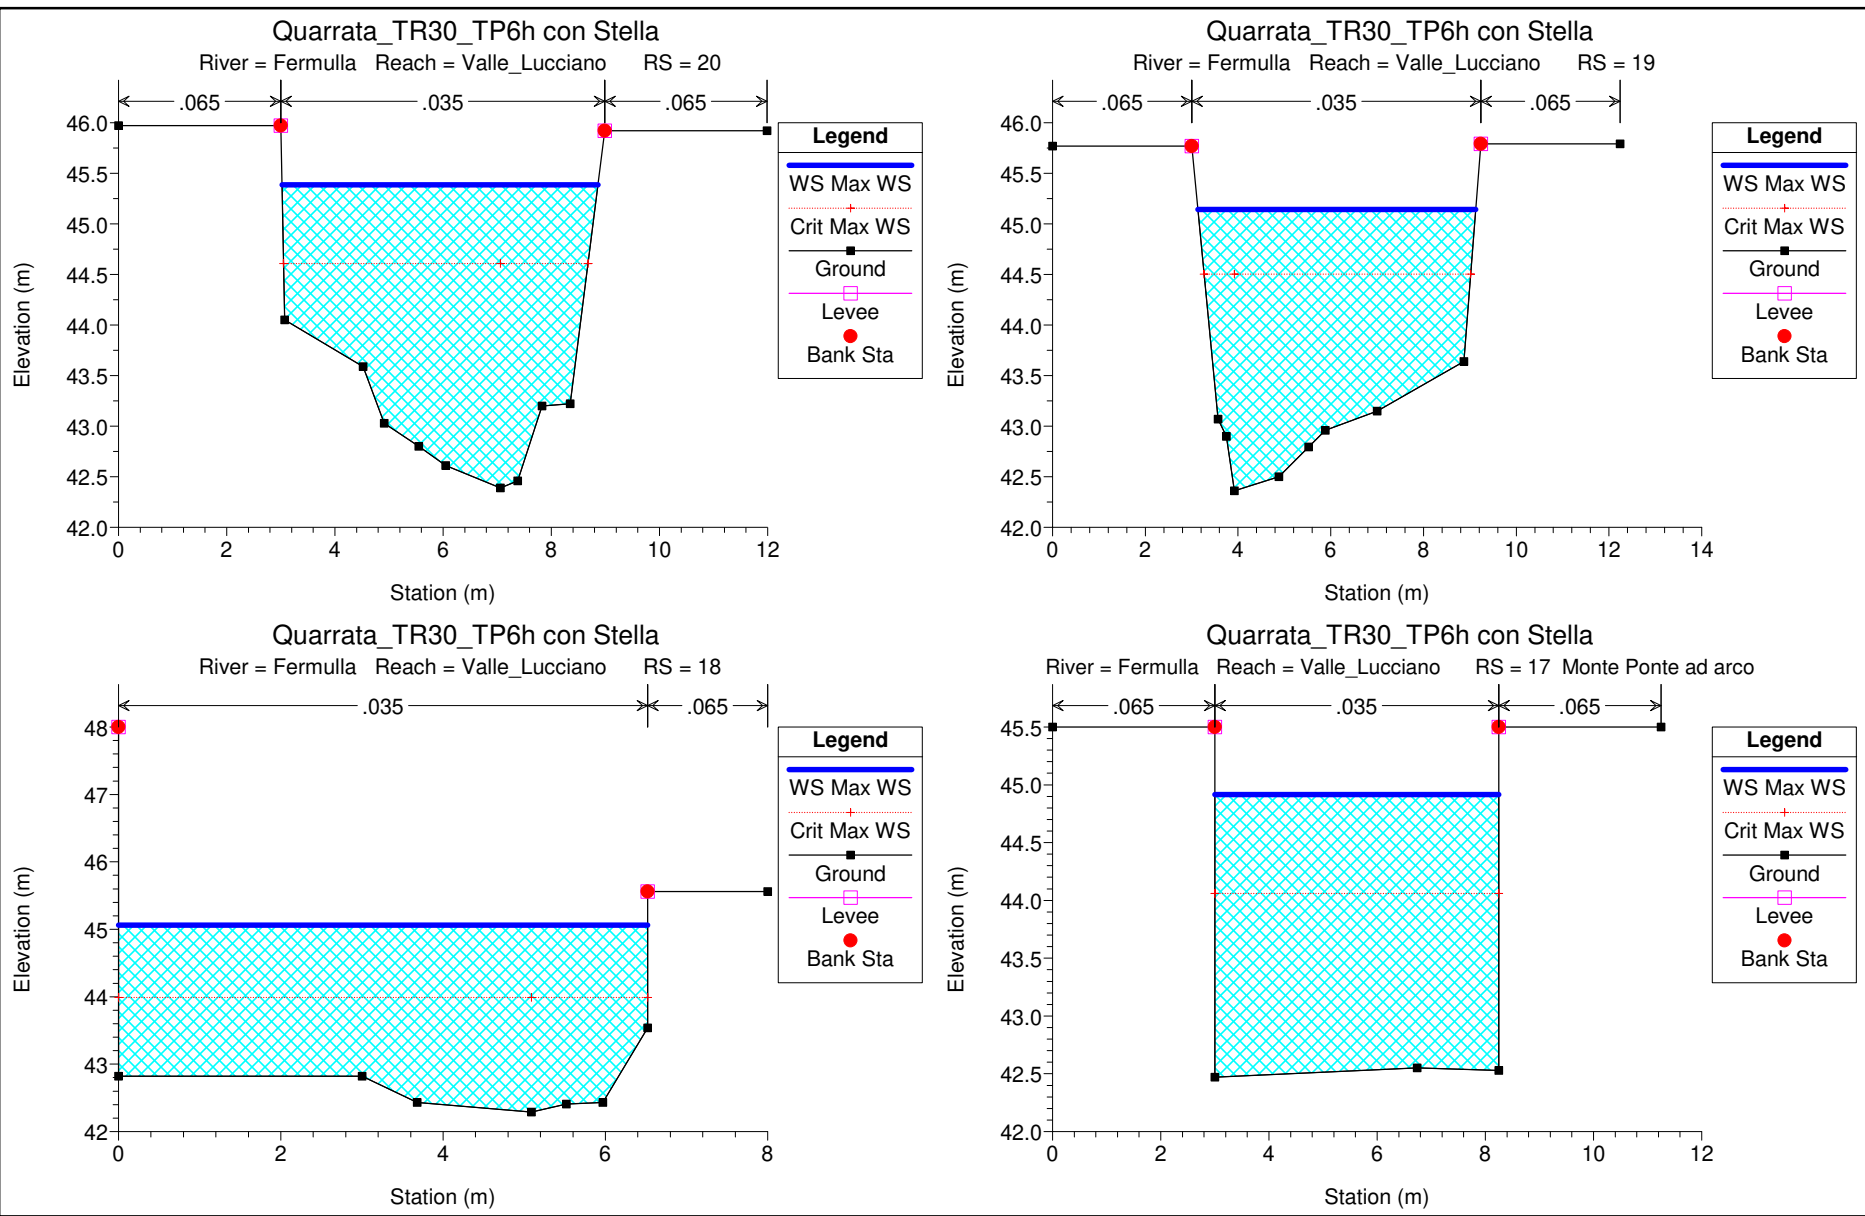 Quarrata_TR30_TP6h con Stella
River = Fermulla Reach = Valle_Lucciano RS = 20
.065 .035 .065
46.0
45.5
45.0
44.5
44.0
43.5
43.0
42.5
42.0
Elevation (m)
0 2 4 6 8 10 12
Station (m)
Legend
WS Max WS
Crit Max WS
Ground
Levee
Bank Sta
Quarrata_TR30_TP6h con Stella
River = Fermulla Reach = Valle_Lucciano RS = 19
.065 .035 .065
46.0
45.5
45.0
44.5
44.0
43.5
43.0
42.5
42.0
Elevation (m)
0 2 4 6 8 10 12 14
Station (m)
Legend
WS Max WS
Crit Max WS
Ground
Levee
Bank Sta
Quarrata_TR30_TP6h con Stella
River = Fermulla Reach = Valle_Lucciano RS = 18
.035 .065
48
47
46
45
44
43
42
Elevation (m)
0 2 4 6 8
Station (m)
Legend
WS Max WS
Crit Max WS
Ground
Levee
Bank Sta
Quarrata_TR30_TP6h con Stella
River = Fermulla Reach = Valle_Lucciano RS = 17 Monte Ponte ad arco
.065 .035 .065
45.5
45.0
44.5
44.0
43.5
43.0
42.5
42.0
Elevation (m)
0 2 4 6 8 10 12
Station (m)
Legend
WS Max WS
Crit Max WS
Ground
Levee
Bank Sta